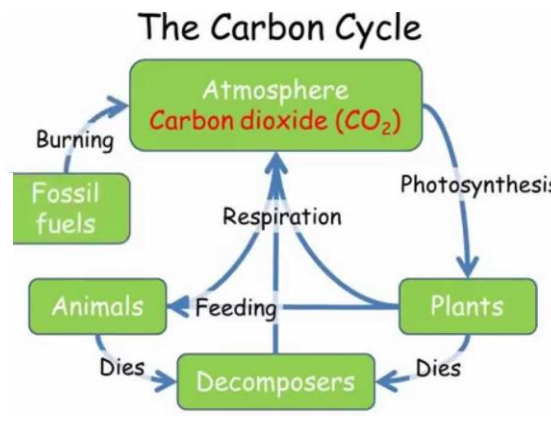 The Carbon Cycle
Atmosphere
Carbon dioxide (CO₂)
Burning
Photosynthesis
Fossil
fuels
Respiration
Animals
Feeding
Plants
Dies
Dies
Decomposers